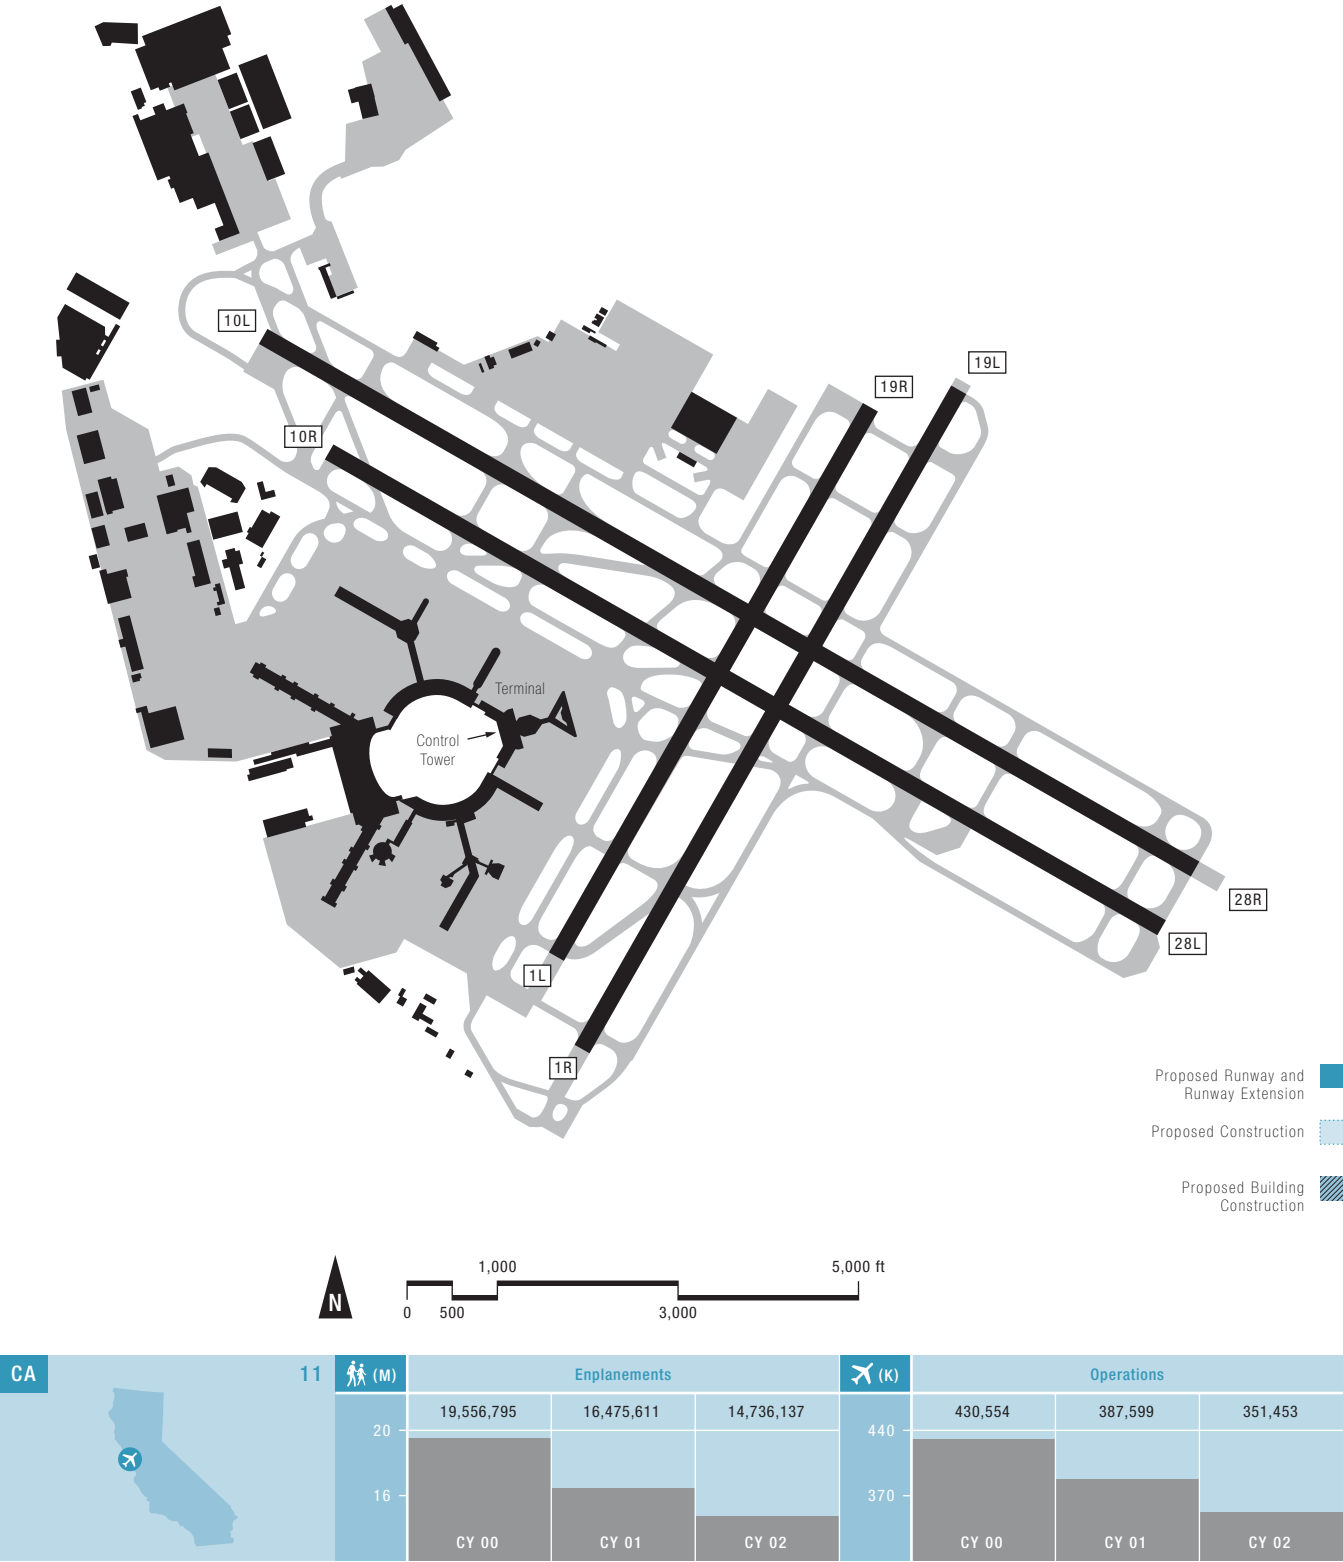 10L
19L
19R
10R
Terminal
Control
Tower
28R
28L
1L
1R
Proposed Runway and
Runway Extension
Proposed Construction
Proposed Building
Construction
1,000
5,000 ft
N
0
500
3,000
CA
11
(M)
Enplanements
(K)
Operations
19,556,795
16,475,611
14,736,137
430,554
387,599
351,453
20
440
16
370
CY 00
CY 01
CY 02
CY 00
CY 01
CY 02